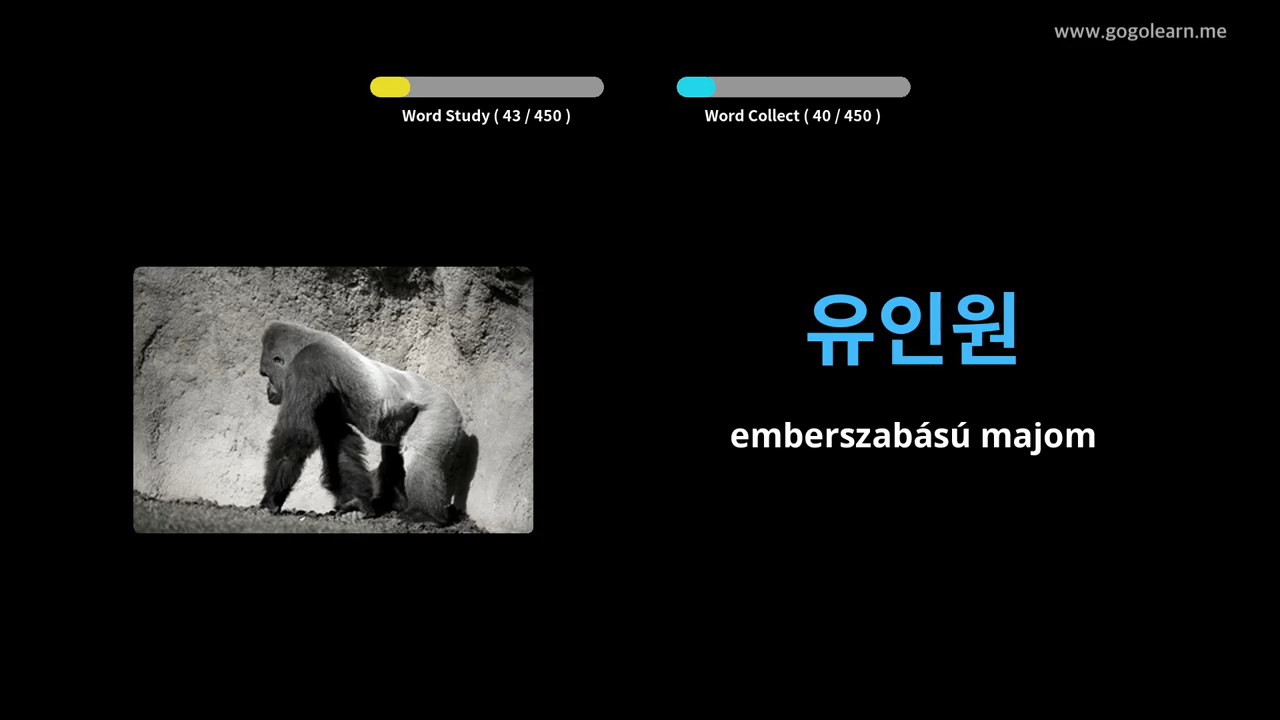 www.gogolearn.me
Word Study ( 43 / 450 )
Word Collect ( 40 / 450 )
유인원
emberszabású majom